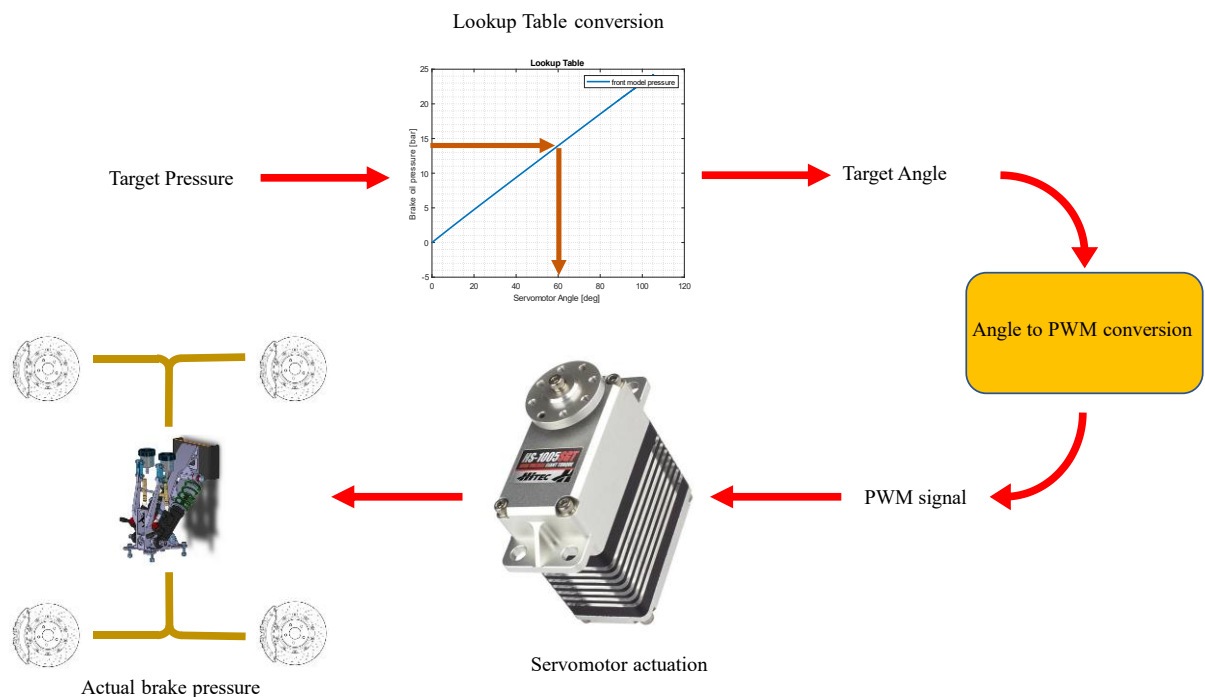 Lookup Table conversion
Lookup Table
front model pressure
25
20
15
10
5
0
-5
Brake oil pressure [bar]
0
20
40
60
80
100
120
Servomotor Angle [deg]
Target Pressure
Target Angle
Angle to PWM conversion
PWM signal
HS-1005SGT
HiTEC
Servomotor actuation
Actual brake pressure